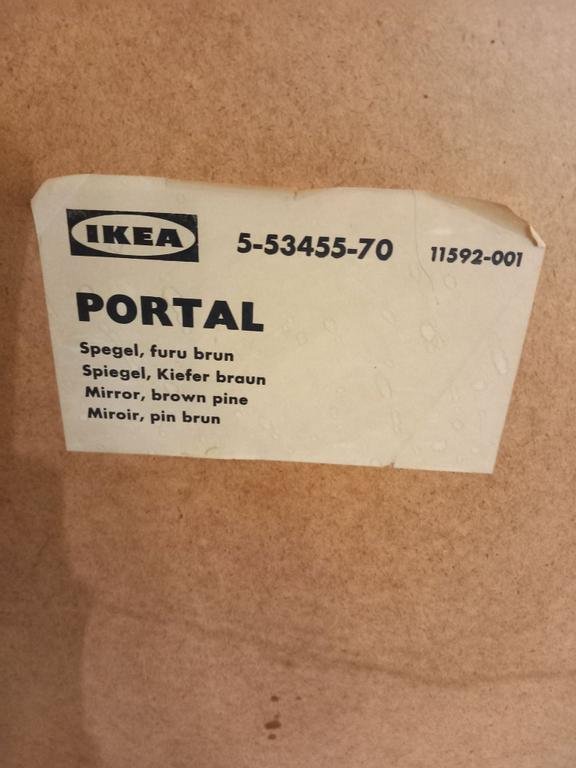 IKEA 5-53455-70 11592-001
PORTAL
Spegel, furu brun
Spiegel, Kiefer braun
Mirror, brown pine
Miroir, pin brun